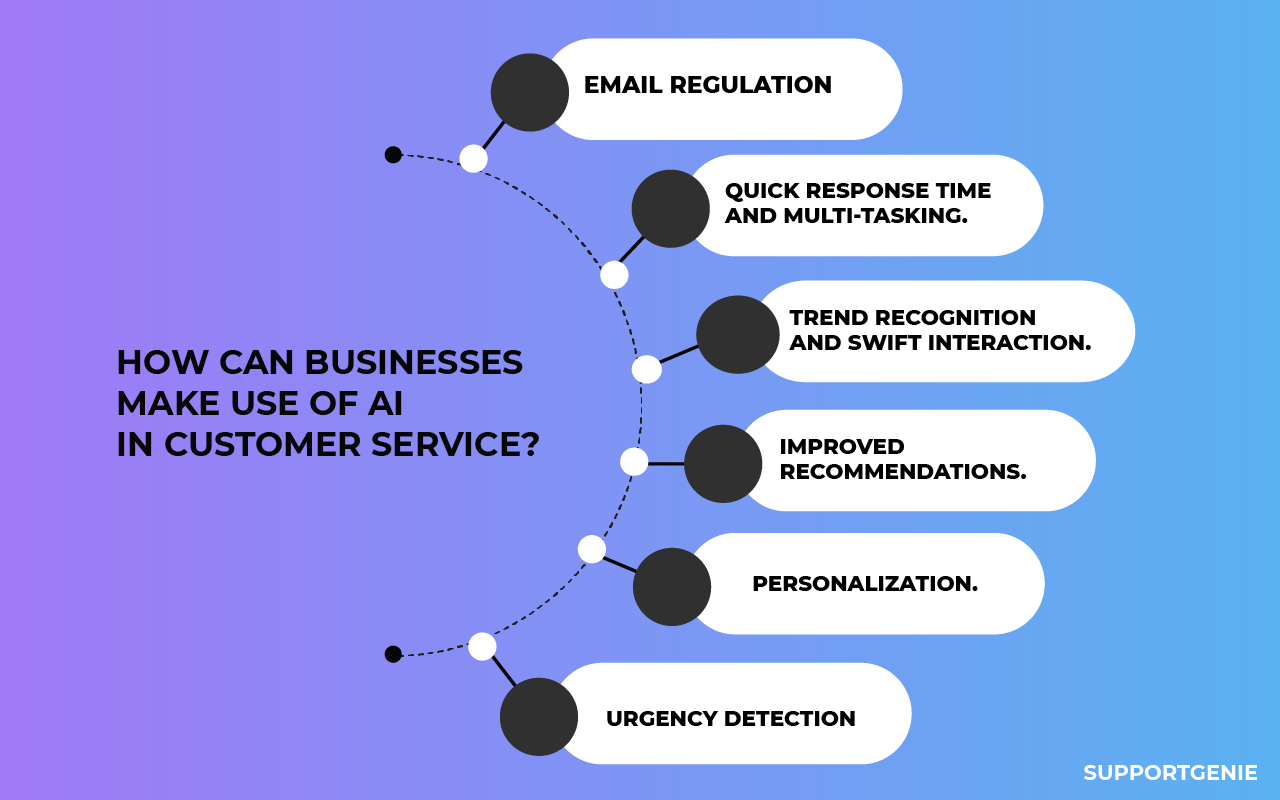 EMAIL REGULATION
QUICK RESPONSE TIME
AND MULTI-TASKING.
TREND RECOGNITION
AND SWIFT INTERACTION.
HOW CAN BUSINESSES
MAKE USE OF AI
IN CUSTOMER SERVICE?
IMPROVED
RECOMMENDATIONS.
PERSONALIZATION.
URGENCY DETECTION
SUPPORTGENIE